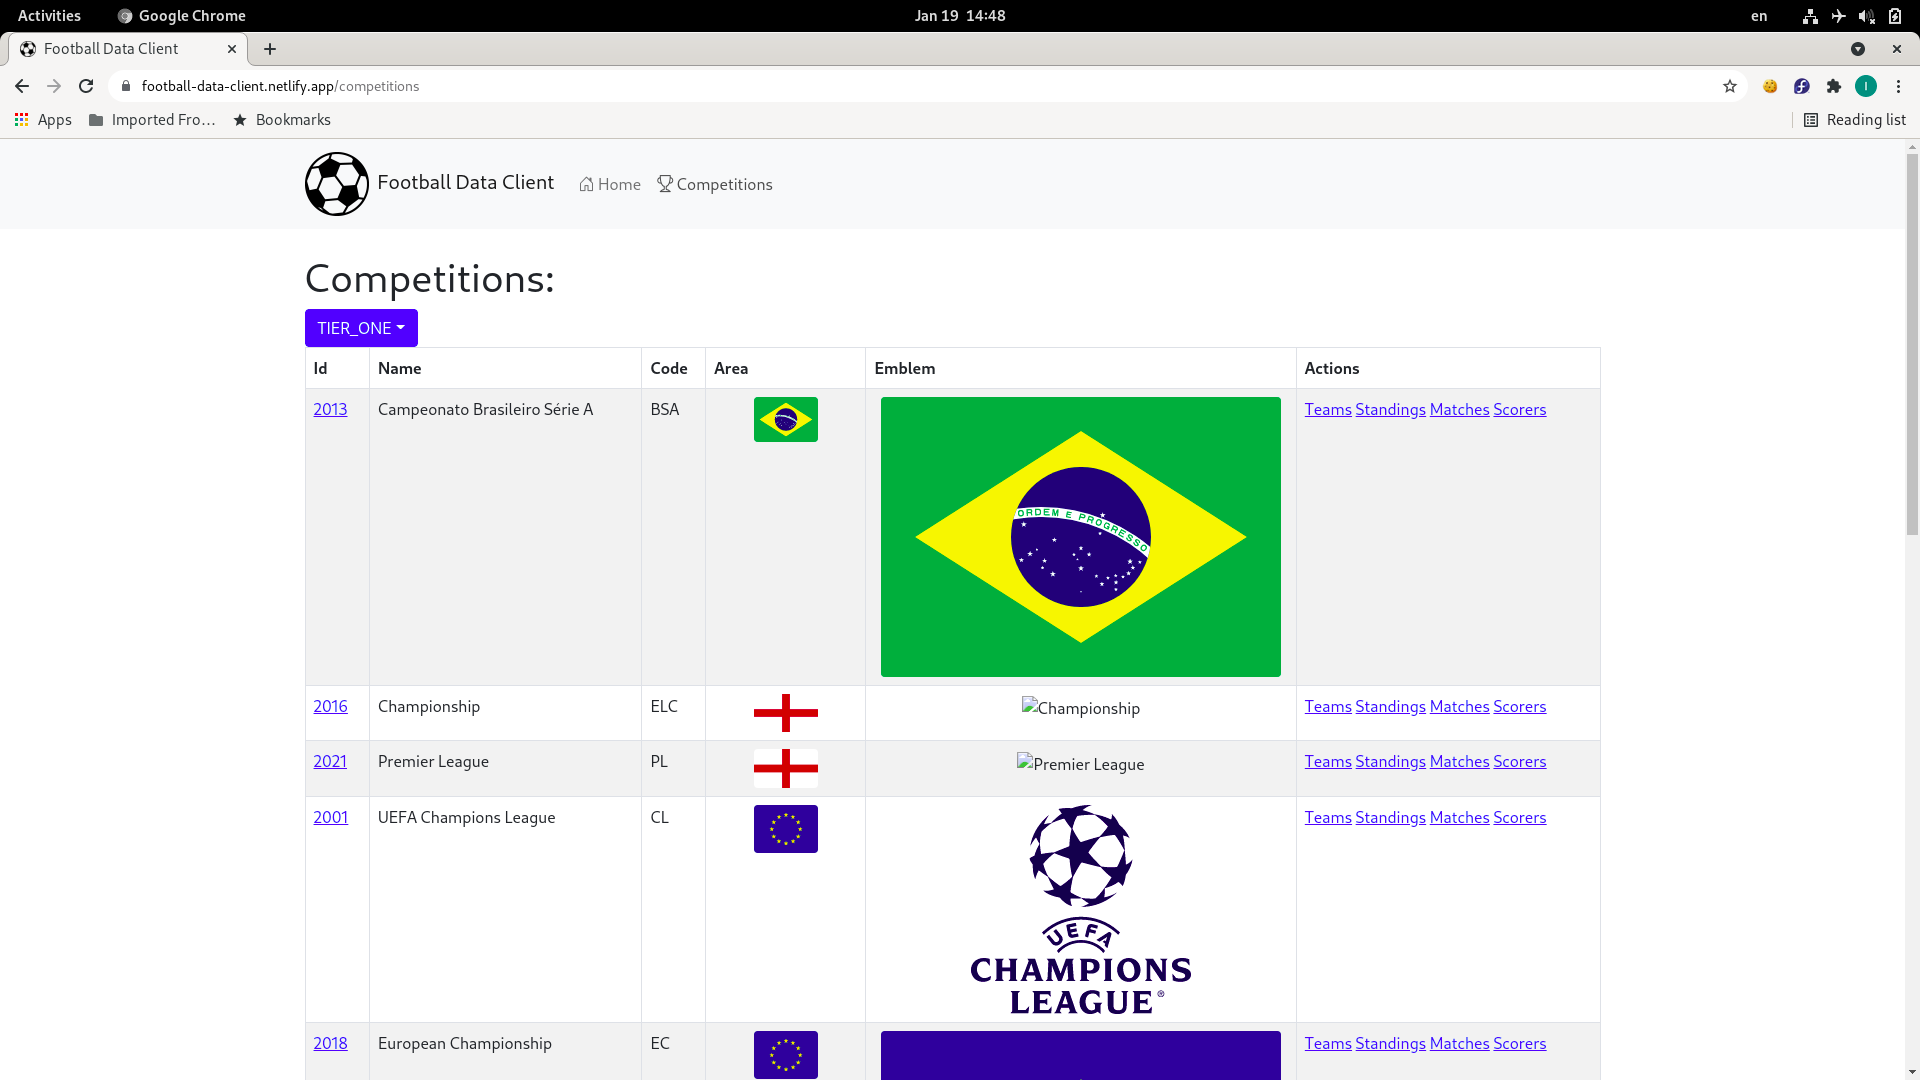 Activities Google Chrome Jan 19 14:48 en
Football Data Client
football-data-client.netlify.app/competitions
Apps Imported Fro... Bookmarks Reading list
Football Data Client Home Competitions
Competitions:
TIER_ONE
Id Name Code Area Emblem Actions
2013 Campeonato Brasileiro Série A BSA Teams Standings Matches Scorers
ORDEM E PROGRESSO
2016 Championship ELC Championship Teams Standings Matches Scorers
2021 Premier League PL Premier League Teams Standings Matches Scorers
2001 UEFA Champions League CL Teams Standings Matches Scorers
UEFA
CHAMPIONS
LEAGUE®
2018 European Championship EC Teams Standings Matches Scorers